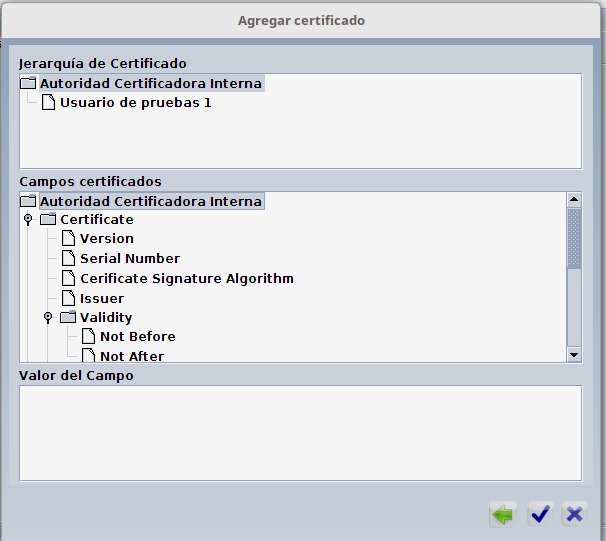 Agregar certificado
Jerarquía de Certificado
Autoridad Certificadora Interna
Usuario de pruebas 1
Campos certificados
Autoridad Certificadora Interna
Certificate
Version
Serial Number
Cerificate Signature Algorithm
Issuer
Validity
Not Before
Not After
Valor del Campo